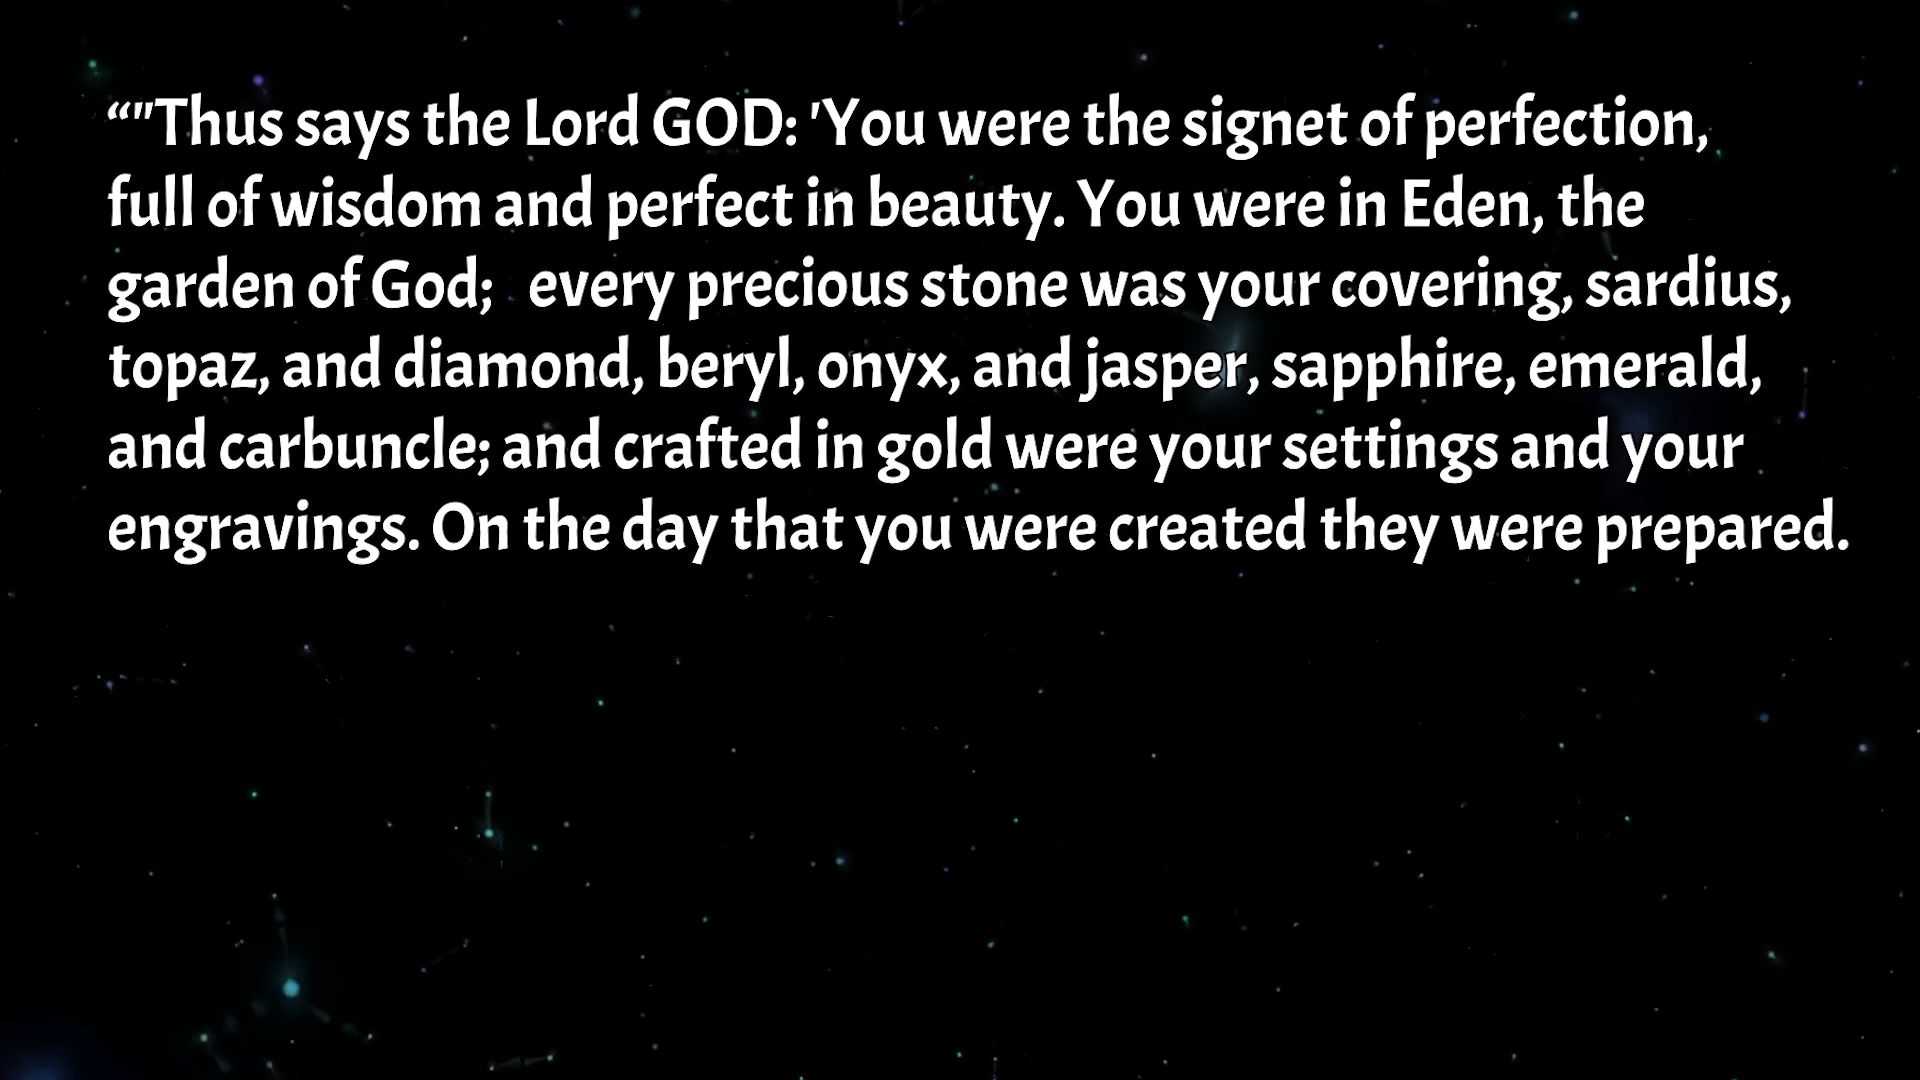 “"Thus says the Lord GOD: 'You were the signet of perfection,
full of wisdom and perfect in beauty. You were in Eden, the
garden of God;   every precious stone was your covering, sardius,
topaz, and diamond, beryl, onyx, and jasper, sapphire, emerald,
and carbuncle; and crafted in gold were your settings and your
engravings. On the day that you were created they were prepared.